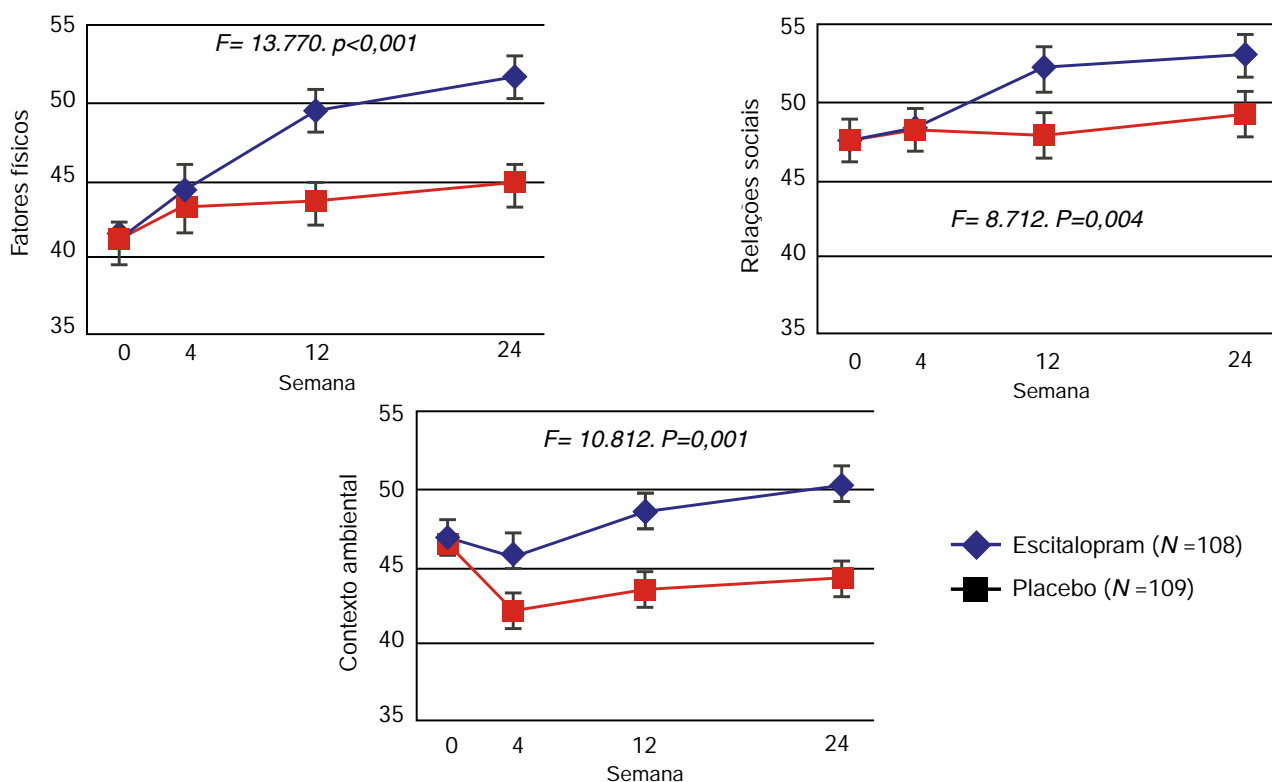 55
50
45
40
35
Fatores físicos
F= 13.770. p<0,001
0 4 12 24
Semana
55
50
45
40
35
Relações sociais
F= 8.712. P=0,004
0 4 12 24
Semana
55
50
45
40
35
Contexto ambiental
F= 10.812. P=0,001
0 4 12 24
Semana
Escitalopram (N =108)
Placebo (N =109)